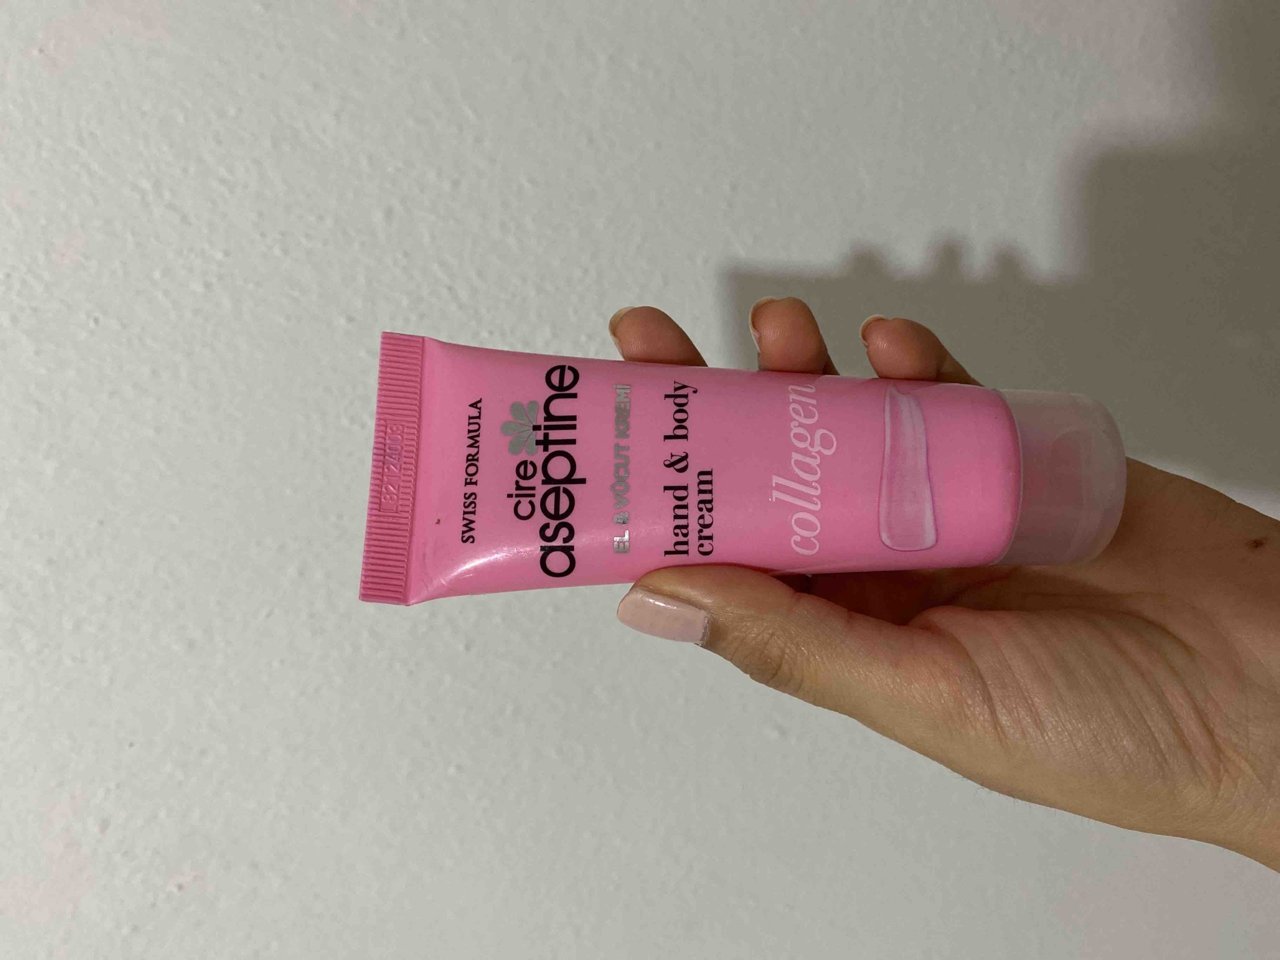 SWISS FORMULA
cire
aseptine
EL & VÜCUT KREMİ
hand & body
cream
collagen